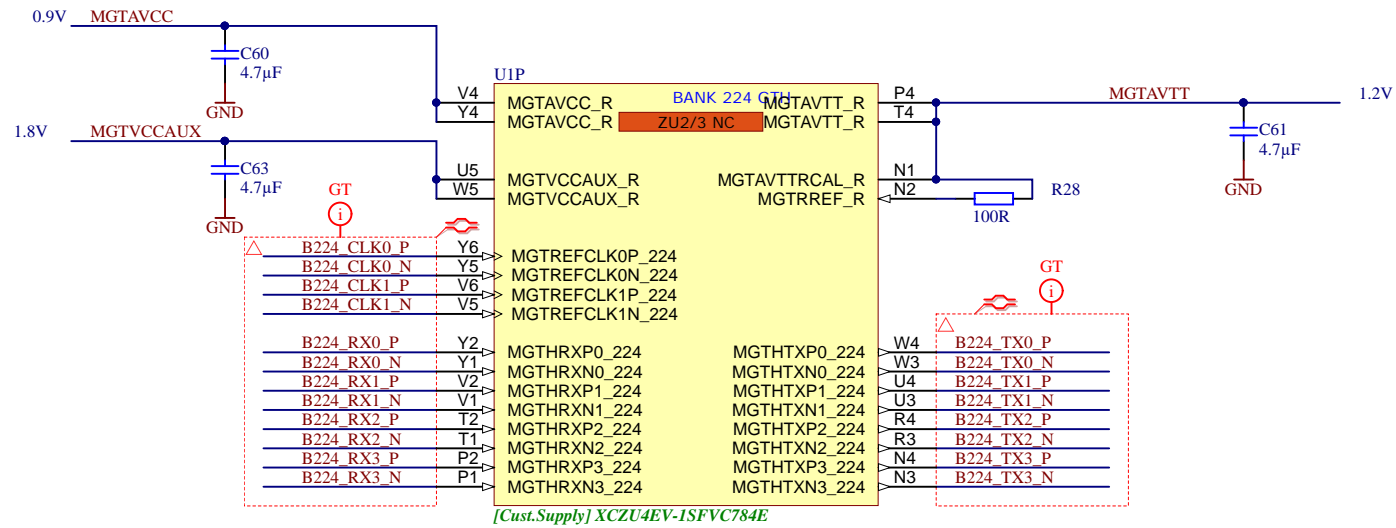 0.9V MGTAVCC
C60
4.7µF
GND
1.8V MGTVCCAUX
C63
4.7µF
GND
U1P
BANK 224 GTH
ZU2/3 NC
V4 MGTAVCC_R
Y4 MGTAVCC_R
U5 MGTVCCAUX_R
W5 MGTVCCAUX_R
MGTAVTT_R P4
MGTAVTT_R T4
MGTAVTT 1.2V
C61
4.7µF
GND
MGTAVTTRCAL_R N1
MGTRREF_R N2
R28
100R
GT
i
B224_CLK0_P Y6 MGTREFCLK0P_224
B224_CLK0_N Y5 MGTREFCLK0N_224
B224_CLK1_P V6 MGTREFCLK1P_224
B224_CLK1_N V5 MGTREFCLK1N_224
GT
i
B224_RX0_P Y2 MGTHRXP0_224 MGTHTXP0_224 W4 B224_TX0_P
B224_RX0_N Y1 MGTHRXN0_224 MGTHTXN0_224 W3 B224_TX0_N
B224_RX1_P V2 MGTHRXP1_224 MGTHTXP1_224 U4 B224_TX1_P
B224_RX1_N V1 MGTHRXN1_224 MGTHTXN1_224 U3 B224_TX1_N
B224_RX2_P T2 MGTHRXP2_224 MGTHTXP2_224 R4 B224_TX2_P
B224_RX2_N T1 MGTHRXN2_224 MGTHTXN2_224 R3 B224_TX2_N
B224_RX3_P P2 MGTHRXP3_224 MGTHTXP3_224 N4 B224_TX3_P
B224_RX3_N P1 MGTHRXN3_224 MGTHTXN3_224 N3 B224_TX3_N
[Cust.Supply] XCZU4EV-1SFVC784E